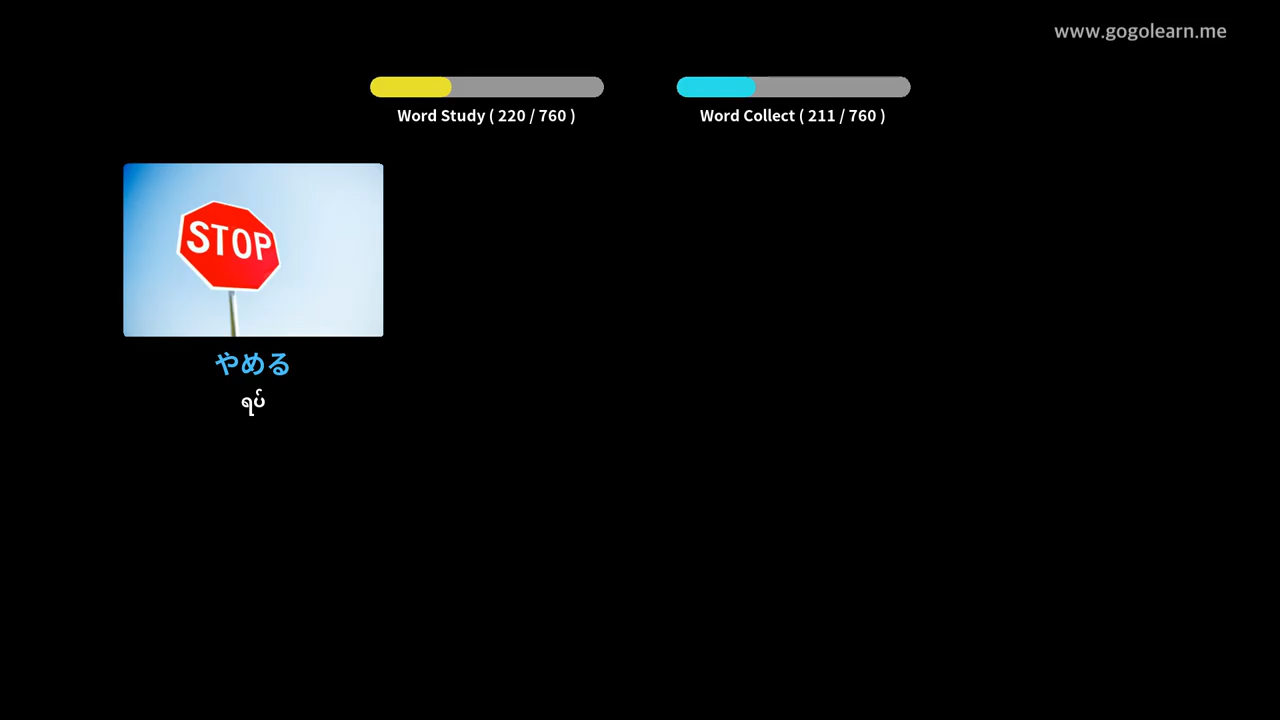 www.gogolearn.me
Word Study ( 220 / 760 )
Word Collect ( 211 / 760 )
STOP
やめる
ရပ်